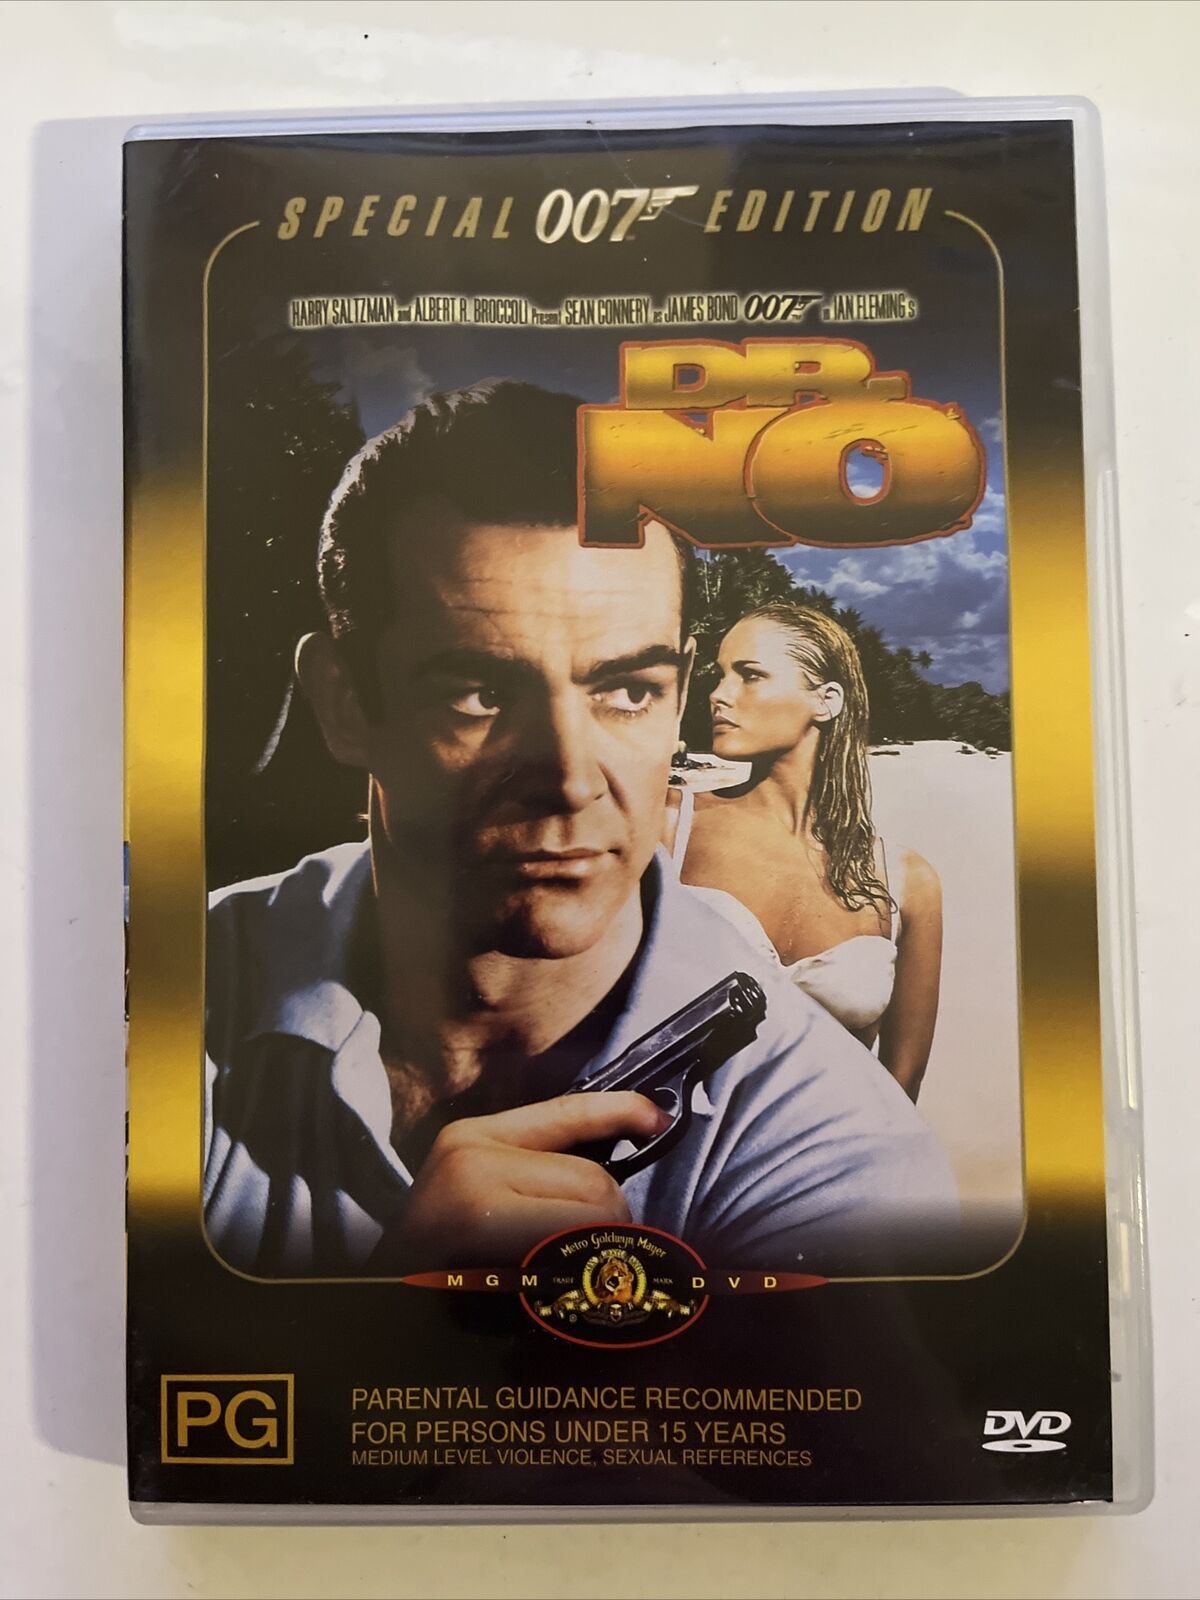 SPECIAL 007 EDITION
HARRY SALTZMAN and ALBERT R. BROCCOLI Present SEAN CONNERY as JAMES BOND 007 in IAN FLEMING'S
DR.
NO
Metro Goldwyn Mayer
MGM TRADE MARK DVD
PG
PARENTAL GUIDANCE RECOMMENDED
FOR PERSONS UNDER 15 YEARS
MEDIUM LEVEL VIOLENCE, SEXUAL REFERENCES
DVD